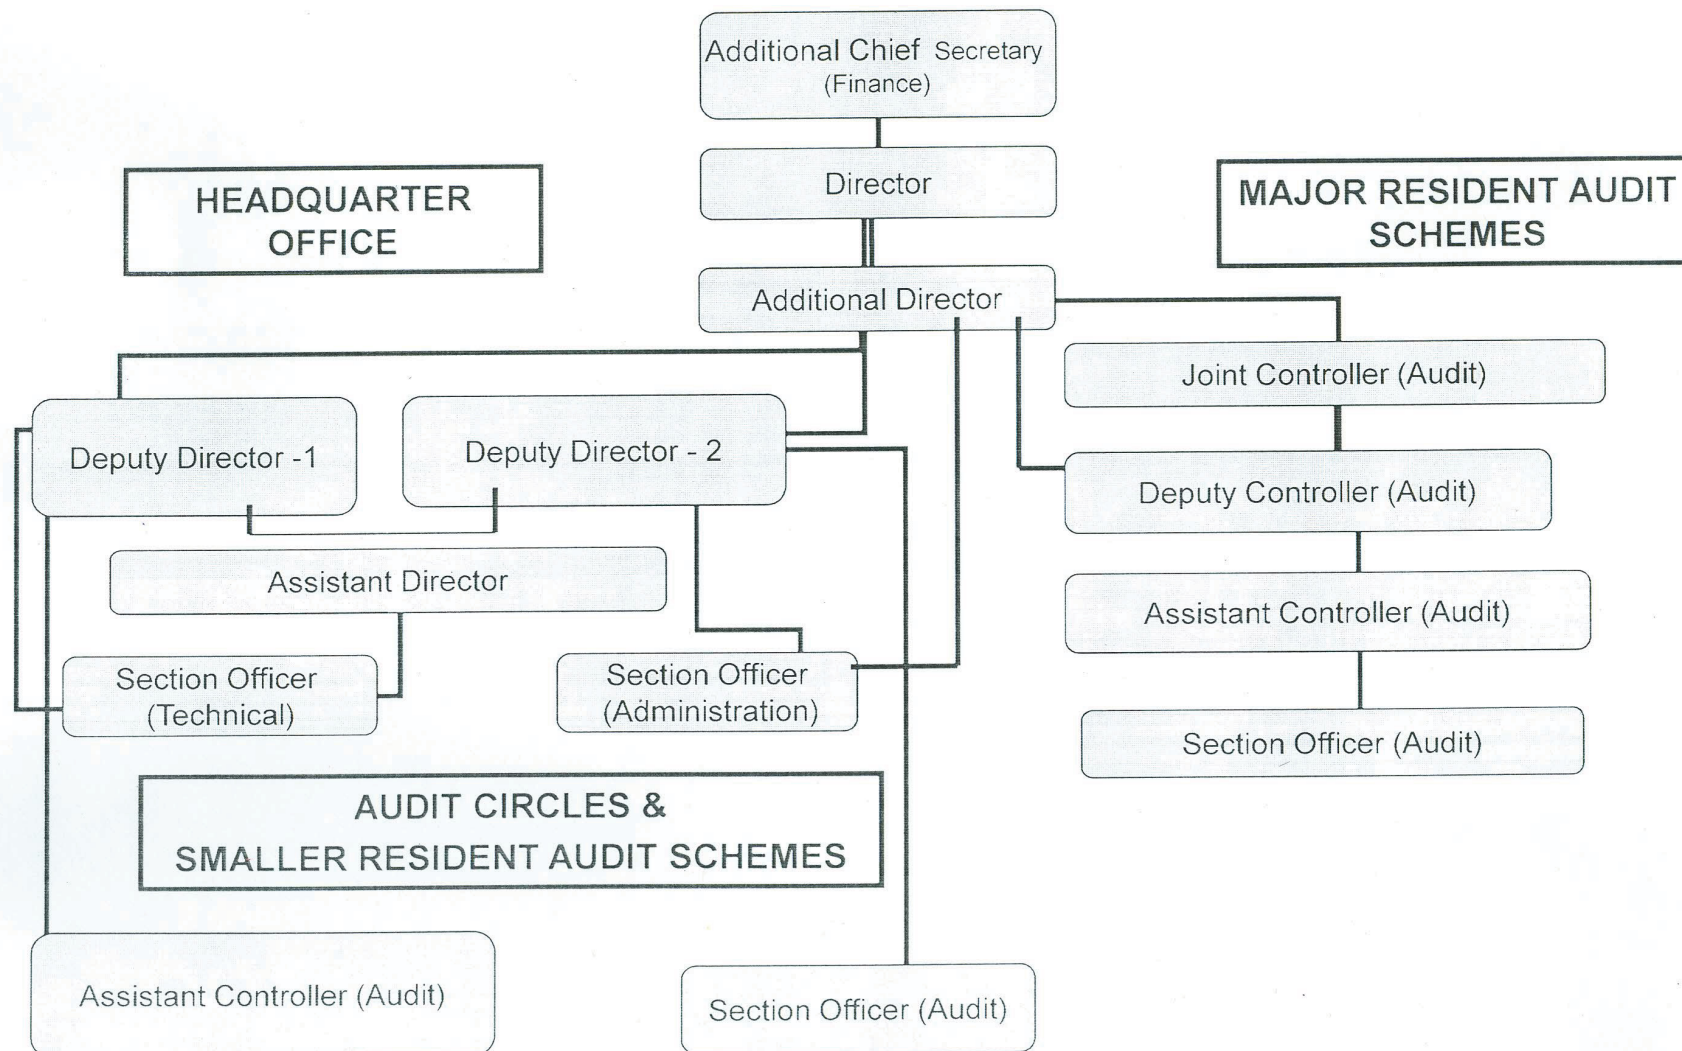 Additional Chief Secretary
(Finance)
Director
HEADQUARTER
OFFICE
MAJOR RESIDENT AUDIT
SCHEMES
Additional Director
Joint Controller (Audit)
Deputy Director -1
Deputy Director - 2
Deputy Controller (Audit)
Assistant Director
Assistant Controller (Audit)
Section Officer
(Technical)
Section Officer
(Administration)
Section Officer (Audit)
AUDIT CIRCLES &
SMALLER RESIDENT AUDIT SCHEMES
Assistant Controller (Audit)
Section Officer (Audit)